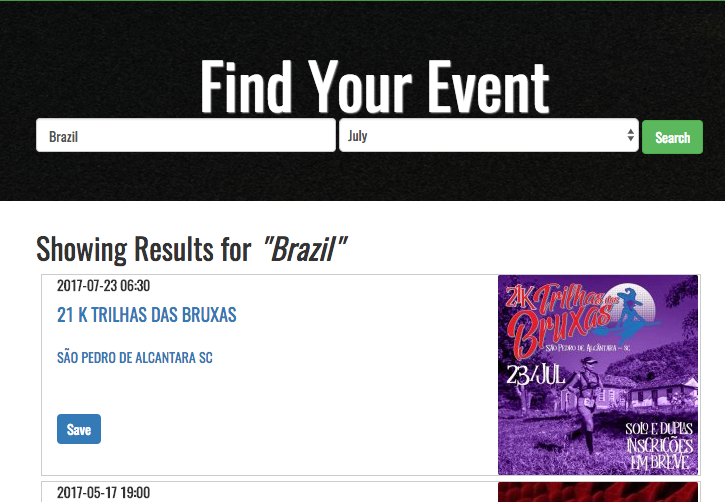 Find Your Event
Brazil
July
Search
Showing Results for "Brazil"
2017-07-23 06:30
21 K TRILHAS DAS BRUXAS
SÃO PEDRO DE ALCANTARA SC
Save
21K Trilhas das
Bruxas
SÃO PEDRO DE ALCÂNTARA – SC
23/JUL
SOLO E DUPLAS
INSCRIÇÕES
EM BREVE
2017-05-17 19:00